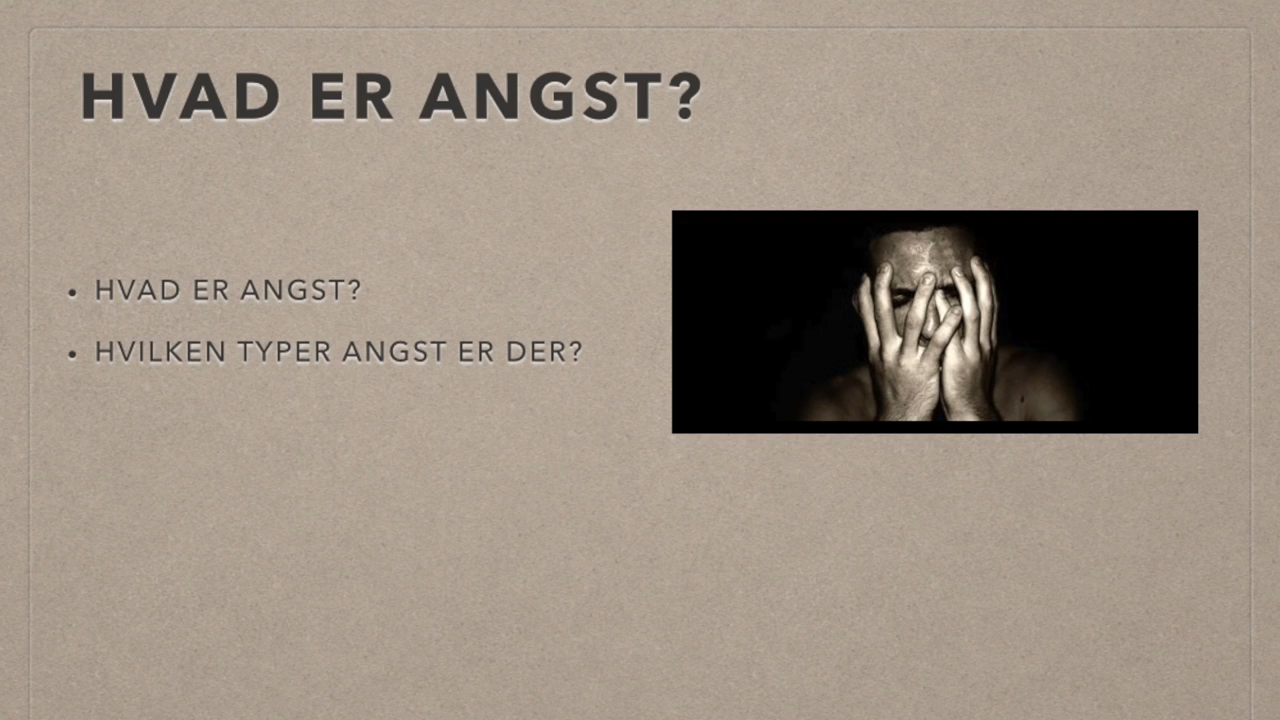 HVAD ER ANGST?
• HVAD ER ANGST?
• HVILKEN TYPER ANGST ER DER?